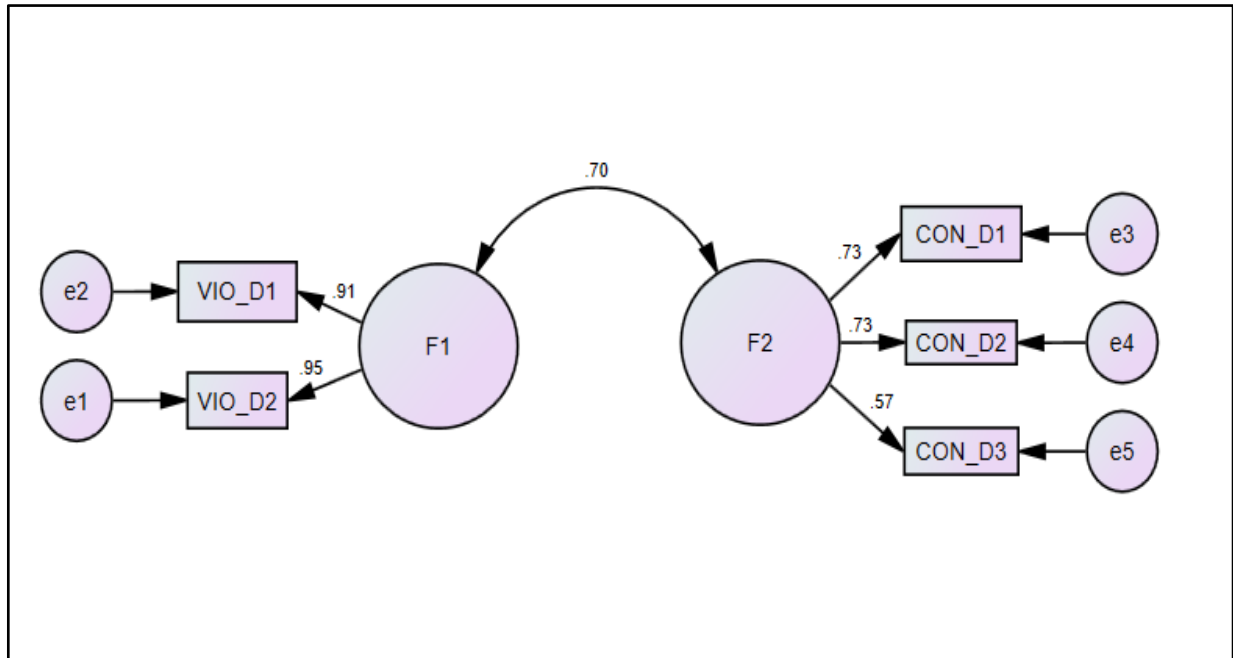 .70
e2
VIO_D1
.91
e1
VIO_D2
.95
F1
F2
.73
CON_D1
e3
.73
CON_D2
e4
.57
CON_D3
e5